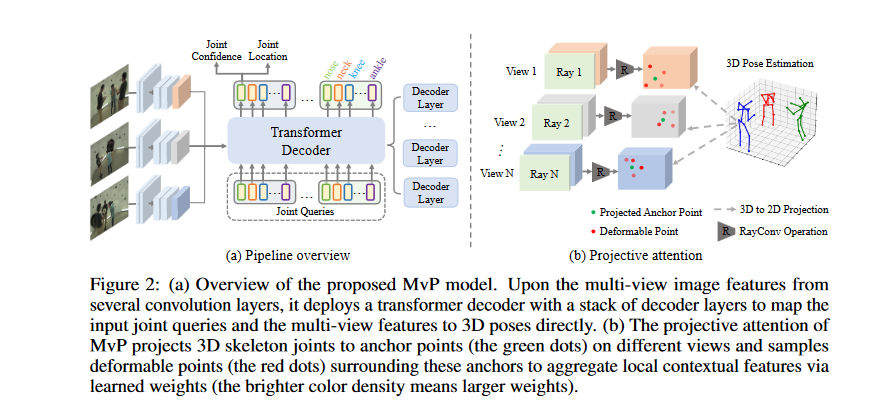 Joint
Confidence
Joint
Location
nose
neck
knee
ankle
...
...
...
...
...
Transformer
Decoder
Decoder
Layer
...
Decoder
Layer
Decoder
Layer
...
...
...
Joint Queries
(a) Pipeline overview
View 1
Ray 1
R
3D Pose Estimation
View 2
Ray 2
R
⋮
View N
Ray N
R
Projected Anchor Point
3D to 2D Projection
Deformable Point
R
RayConv Operation
(b) Projective attention
Figure 2: (a) Overview of the proposed MvP model. Upon the multi-view image features from
several convolution layers, it deploys a transformer decoder with a stack of decoder layers to map the
input joint queries and the multi-view features to 3D poses directly. (b) The projective attention of
MvP projects 3D skeleton joints to anchor points (the green dots) on different views and samples
deformable points (the red dots) surrounding these anchors to aggregate local contextual features via
learned weights (the brighter color density means larger weights).